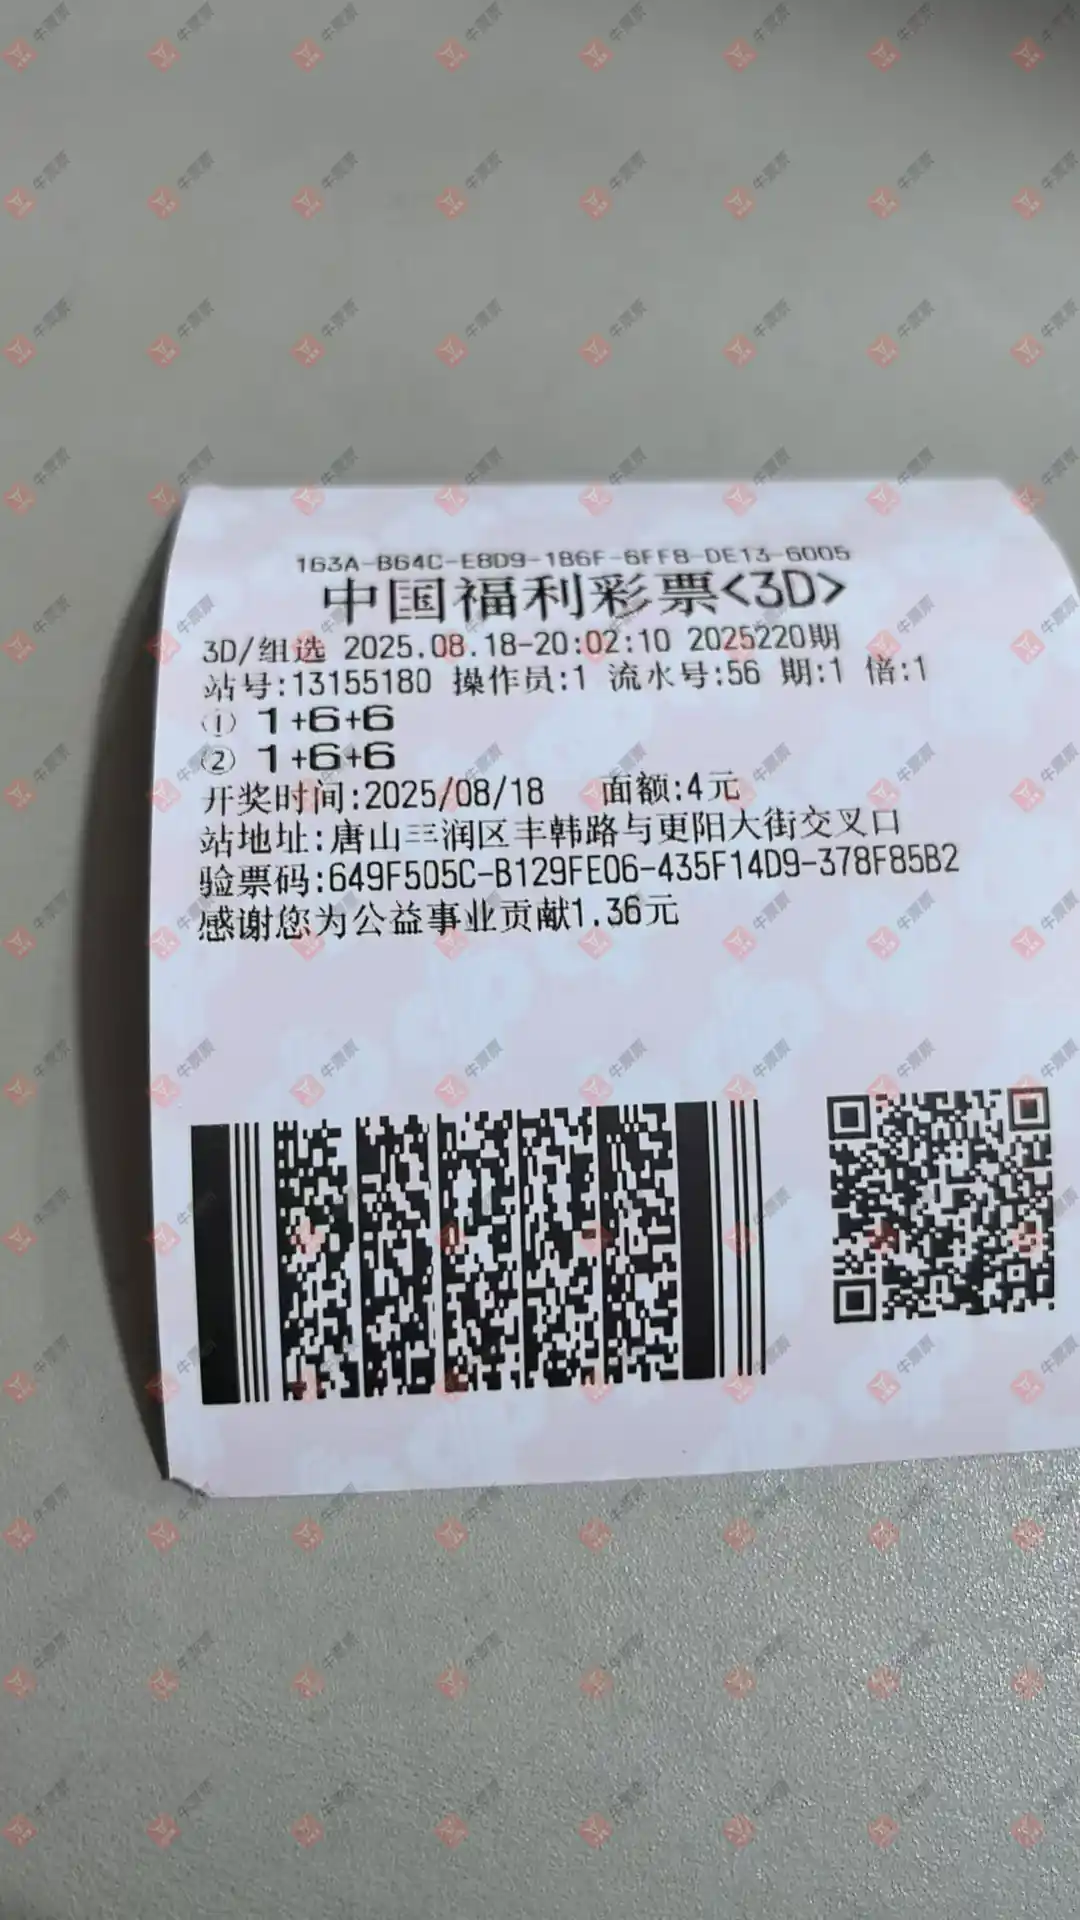 163A-B64C-E8D9-1B6F-6FF8-DE13-6005
中国福利彩票<3D>
3D/组选 2025.08.18-20:02:10 2025220期
站号:13155180 操作员:1 流水号:56 期:1 倍:1
① 1+6+6
② 1+6+6
开奖时间:2025/08/18 面额:4元
站地址:唐山丰润区丰韩路与更阳大街交叉口
验票码:649F505C-B129FE06-435F14D9-378F85B2
感谢您为公益事业贡献1.36元
牛票票